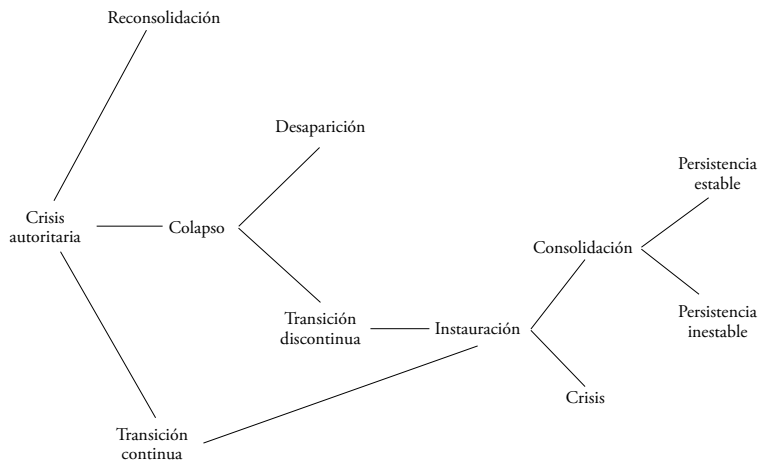 Reconsolidación
Desaparición
Persistencia
estable
Crisis
autoritaria
Colapso
Consolidación
Transición
discontinua
Instauración
Persistencia
inestable
Crisis
Transición
continua